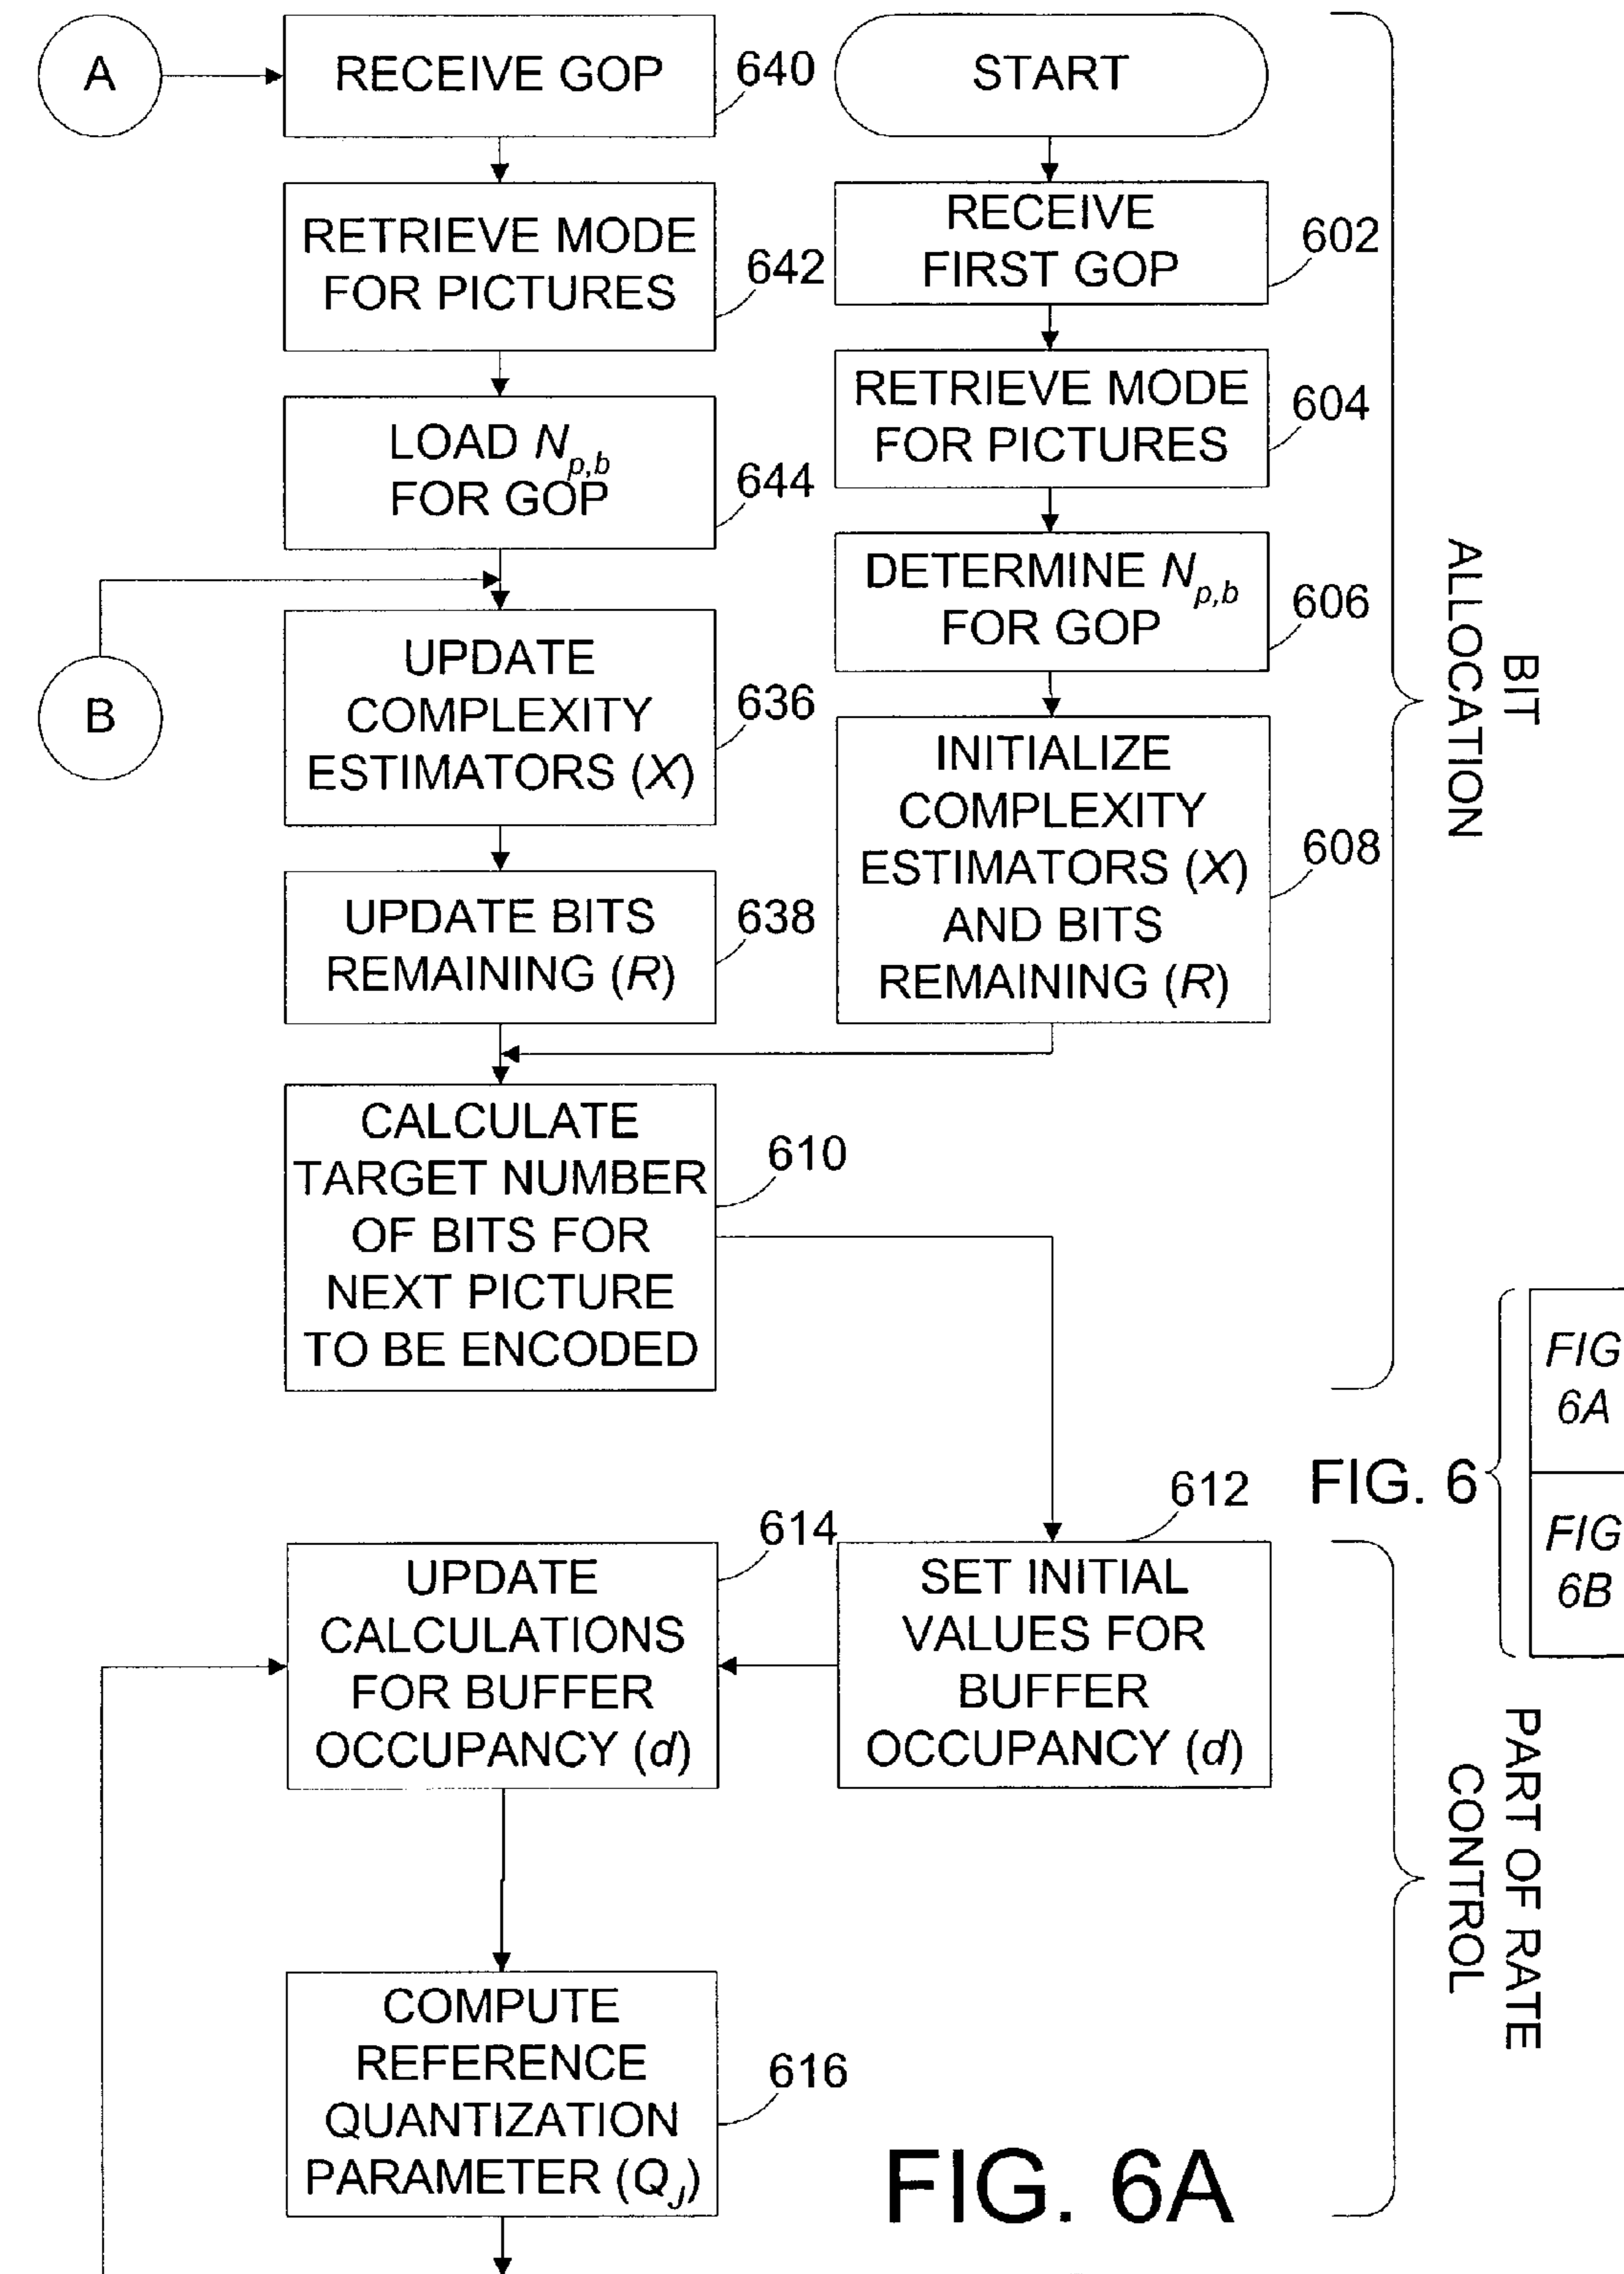 A
RECEIVE GOP
640
RETRIEVE MODE
FOR PICTURES
642
LOAD N_{p,b}
FOR GOP
644
B
UPDATE
COMPLEXITY
ESTIMATORS (X)
636
UPDATE BITS
REMAINING (R)
638
START
RECEIVE
FIRST GOP
602
RETRIEVE MODE
FOR PICTURES
604
DETERMINE N_{p,b}
FOR GOP
606
INITIALIZE
COMPLEXITY
ESTIMATORS (X)
AND BITS
REMAINING (R)
608
CALCULATE
TARGET NUMBER
OF BITS FOR
NEXT PICTURE
TO BE ENCODED
610
BIT
ALLOCATION
SET INITIAL
VALUES FOR
BUFFER
OCCUPANCY (d)
612
UPDATE
CALCULATIONS
FOR BUFFER
OCCUPANCY (d)
614
COMPUTE
REFERENCE
QUANTIZATION
PARAMETER (Q_J)
616
PART OF RATE
CONTROL
FIG. 6
FIG
6A
FIG
6B
FIG. 6A